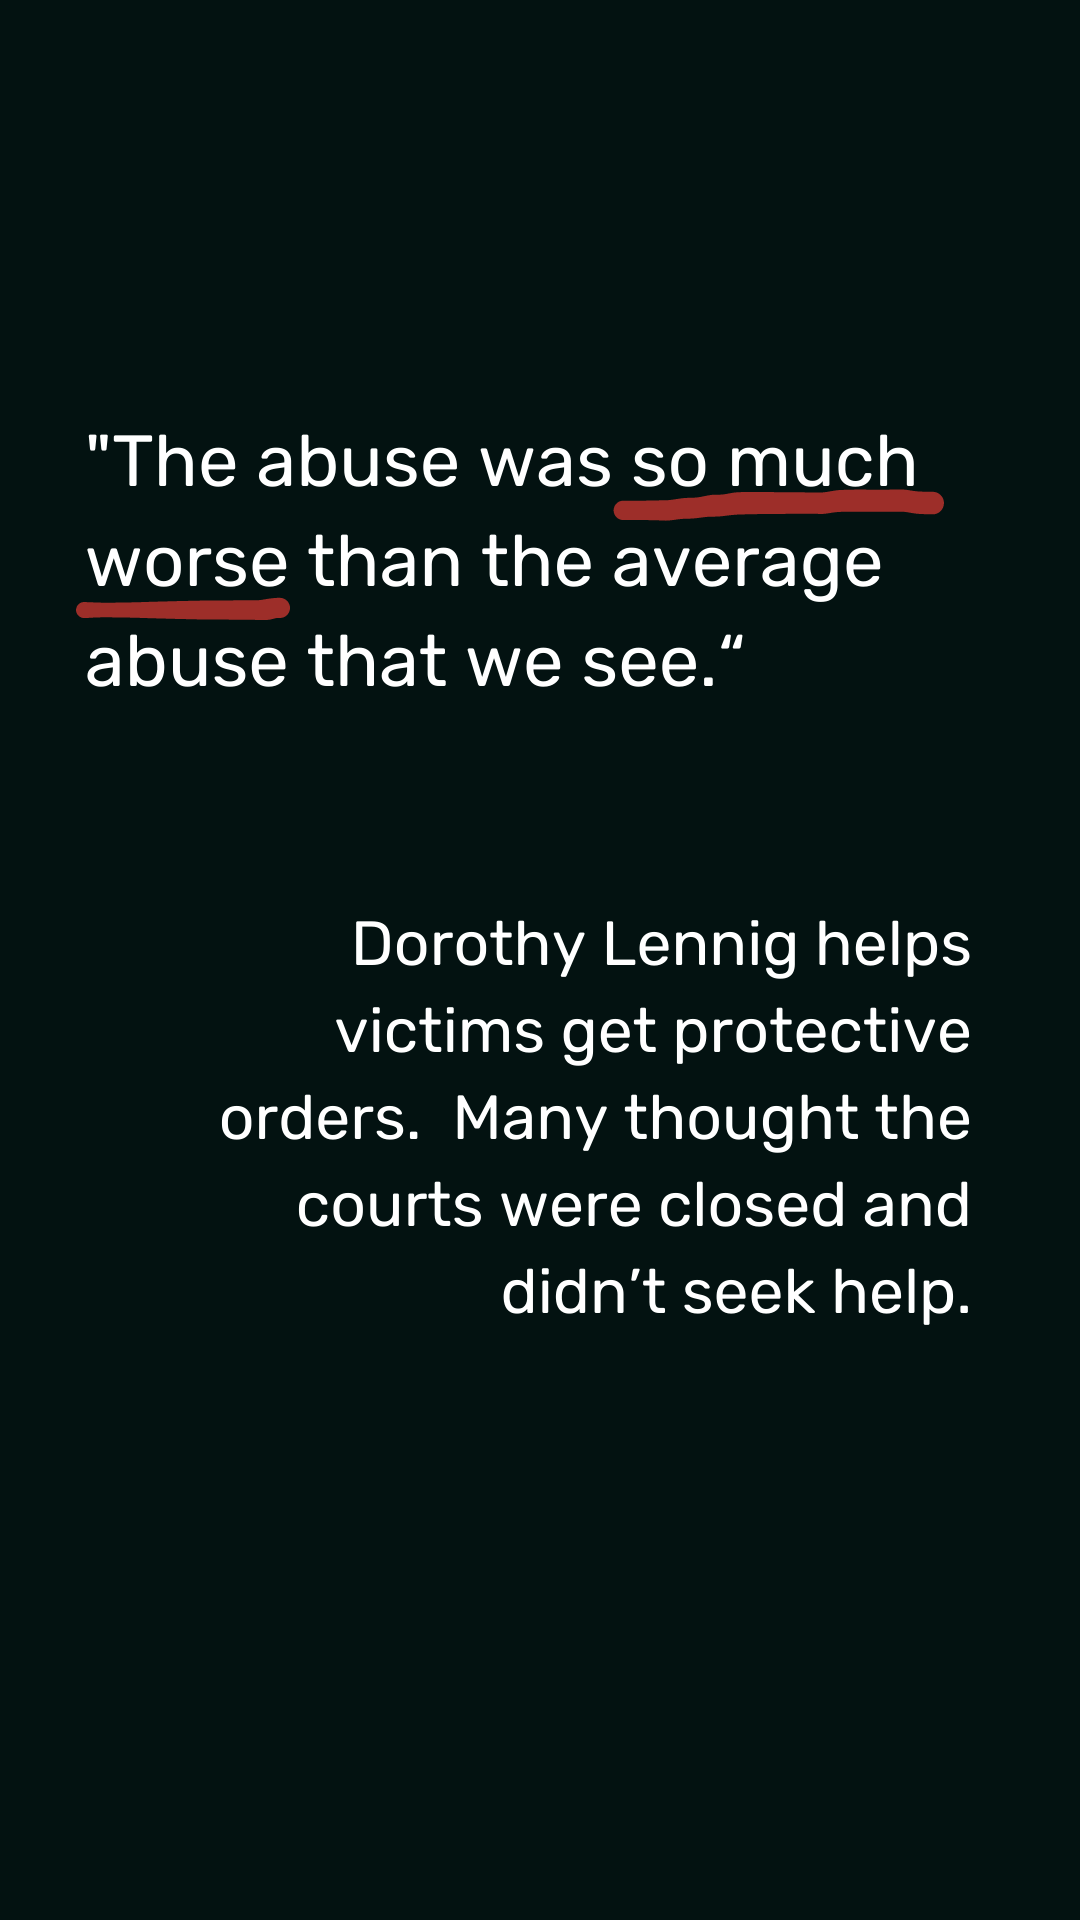 "The abuse was so much
worse than the average
abuse that we see.“
Dorothy Lennig helps
victims get protective
orders.  Many thought the
courts were closed and
didn’t seek help.